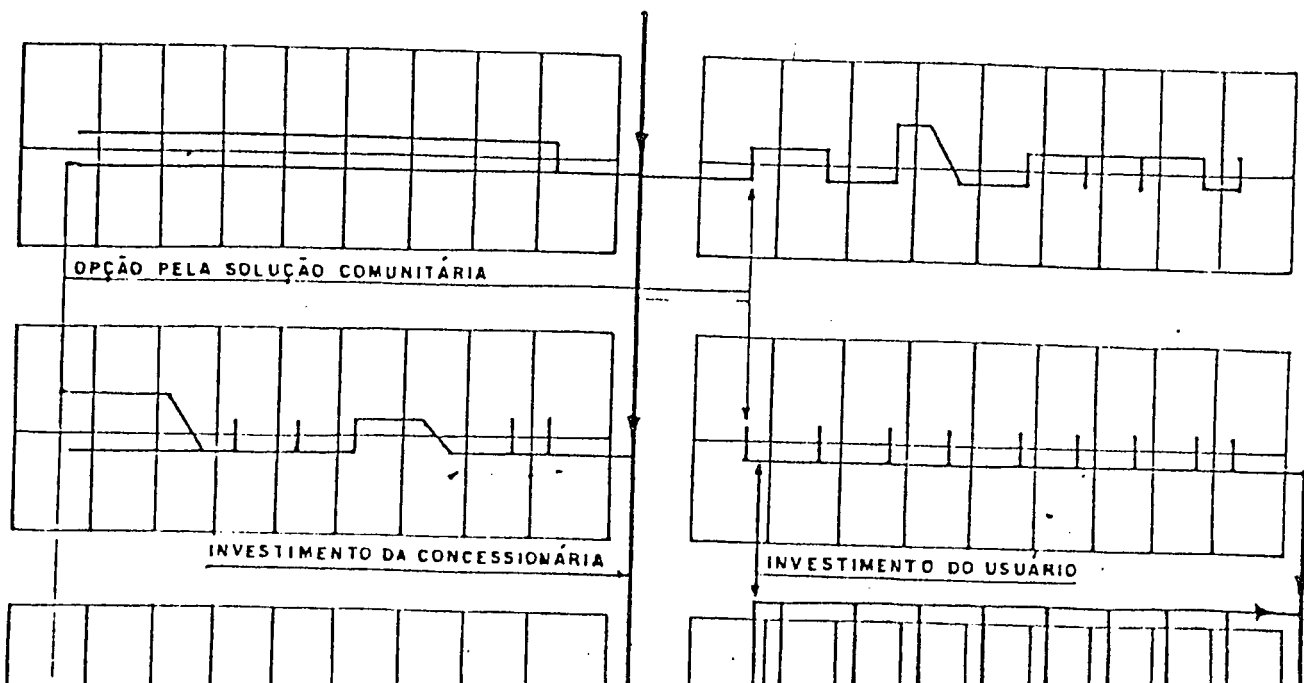 OPÇÃO PELA SOLUÇÃO COMUNITÁRIA
INVESTIMENTO DA CONCESSIONÁRIA
INVESTIMENTO DO USUÁRIO